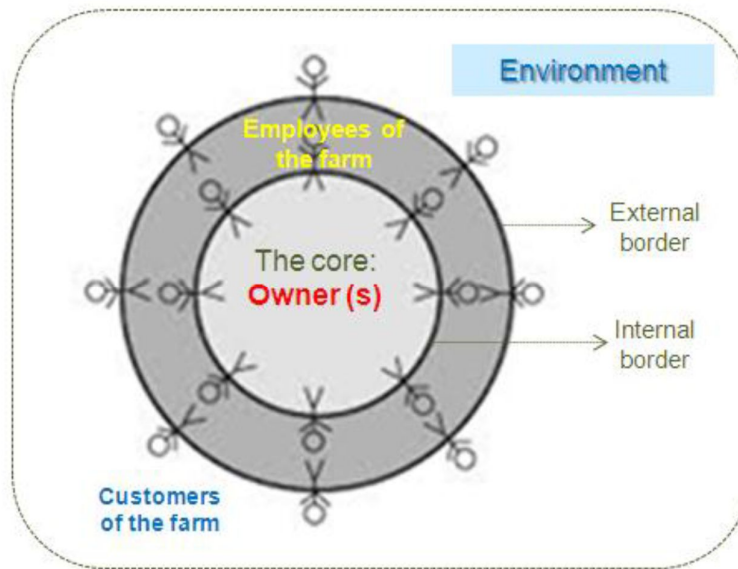 Environment
Employees of
the farm
External
border
The core:
Owner (s)
Internal
border
Customers
of the farm